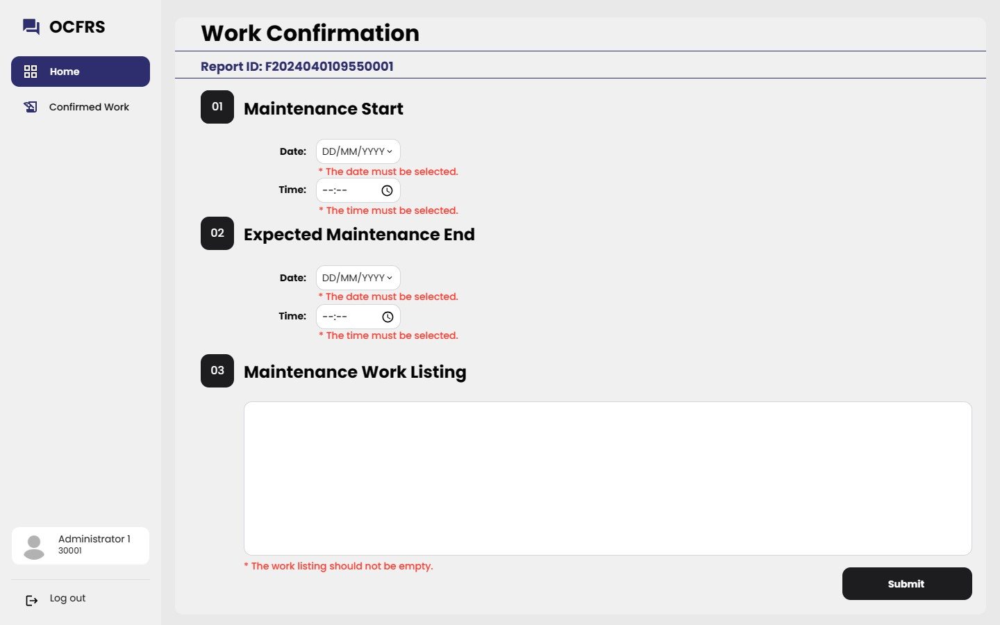 OCFRS
Home
Confirmed Work
Administrator 1
30001
Log out
Work Confirmation
Report ID: F2024040109550001
01
Maintenance Start
Date:
DD/MM/YYYY
* The date must be selected.
Time:
--:--
* The time must be selected.
02
Expected Maintenance End
Date:
DD/MM/YYYY
* The date must be selected.
Time:
--:--
* The time must be selected.
03
Maintenance Work Listing
* The work listing should not be empty.
Submit